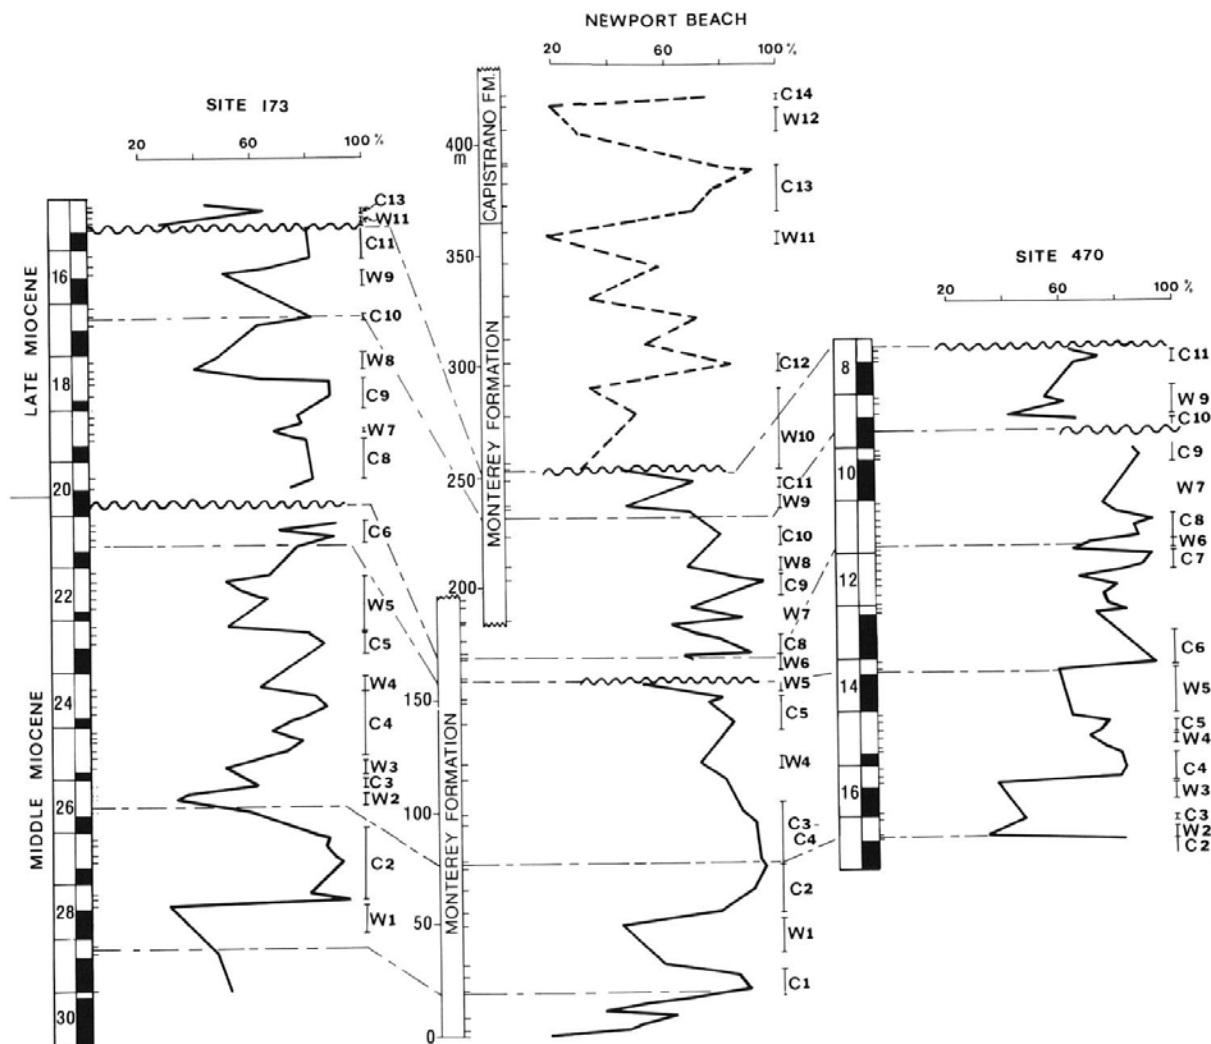 NEWPORT BEACH
20 60 100 %
SITE 173
20 60 100 %
SITE 470
20 60 100 %
LATE MIOCENE
MIDDLE MIOCENE
16
18
20
22
24
26
28
30
C13
W11
C11
W9
C10
W8
C9
W7
C8
C6
W5
C5
W4
C4
W3
C3
W2
C2
W1
CAPISTRANO FM.
MONTEREY FORMATION
MONTEREY FORMATION
400
m
350
300
250
200
150
100
50
0
C14
W12
C13
W11
C12
W10
C11
W9
C10
W8
C9
W7
C8
W6
W5
C5
W4
C3
C4
C2
W1
C1
8
10
12
14
16
C11
W9
C10
C9
W7
C8
W6
C7
C6
W5
C5
W4
C4
W3
C3
W2
C2